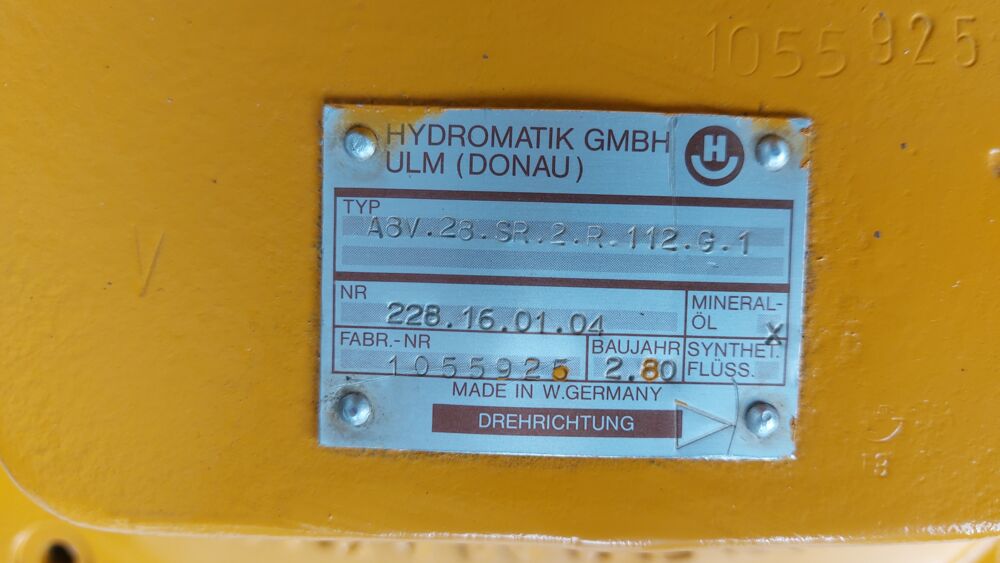 1055925
HYDROMATIK GMBH
ULM (DONAU)
H
TYP
A8V.28.SR.2.R.112.G.1
NR
228.16.01.04
MINERAL-
ÖL X
FABR.-NR
1055925
BAUJAHR
2.80
SYNTHET.
FLÜSS.
MADE IN W.GERMANY
DREHRICHTUNG